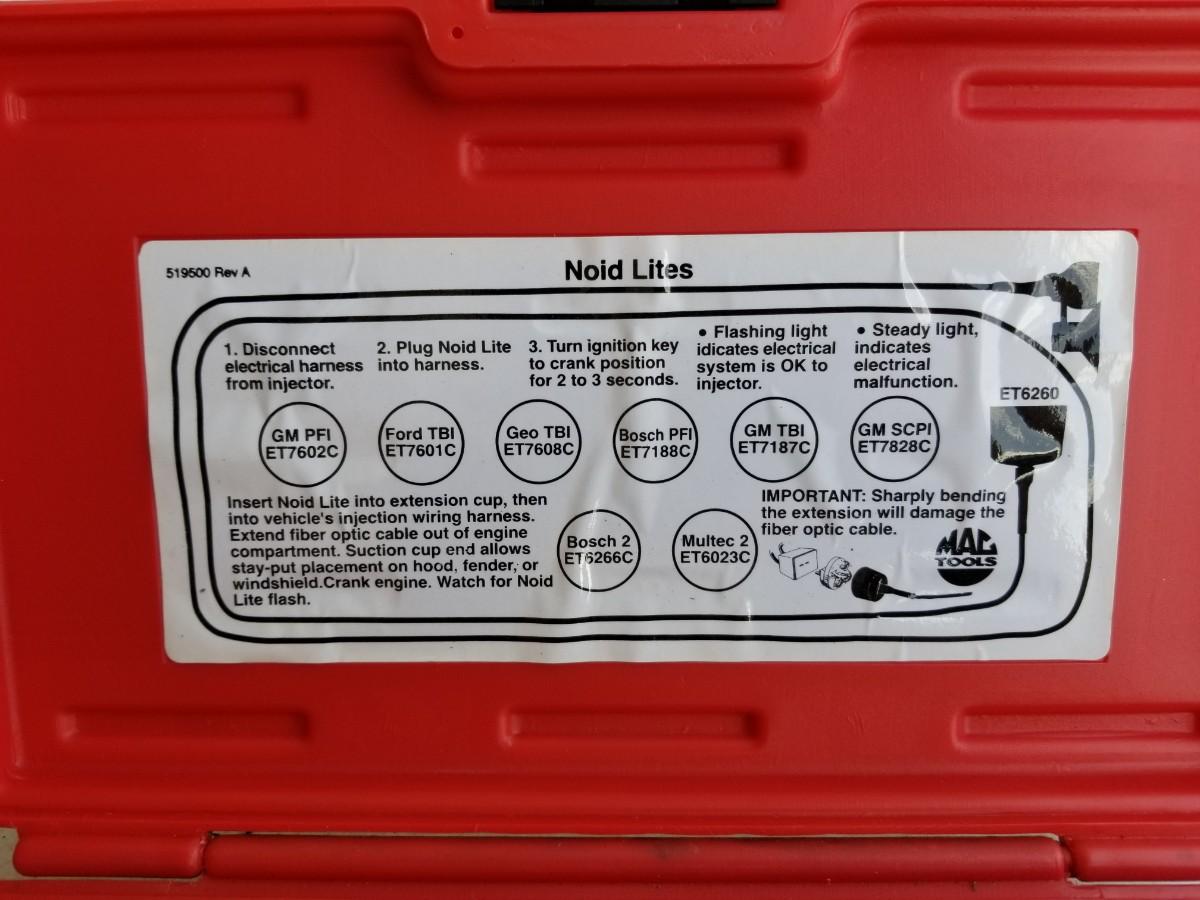 519500 Rev A
Noid Lites
1. Disconnect
electrical harness
from injector.
2. Plug Noid Lite
into harness.
3. Turn ignition key
to crank position
for 2 to 3 seconds.
• Flashing light
idicates electrical
system is OK to
injector.
• Steady light,
indicates
electrical
malfunction.
ET6260
GM PFI
ET7602C
Ford TBI
ET7601C
Geo TBI
ET7608C
Bosch PFI
ET7188C
GM TBI
ET7187C
GM SCPI
ET7828C
Insert Noid Lite into extension cup, then
into vehicle's injection wiring harness.
Extend fiber optic cable out of engine
compartment. Suction cup end allows
stay-put placement on hood, fender, or
windshield.Crank engine. Watch for Noid
Lite flash.
Bosch 2
ET6266C
Multec 2
ET6023C
IMPORTANT: Sharply bending
the extension will damage the
fiber optic cable.
MAC
TOOLS